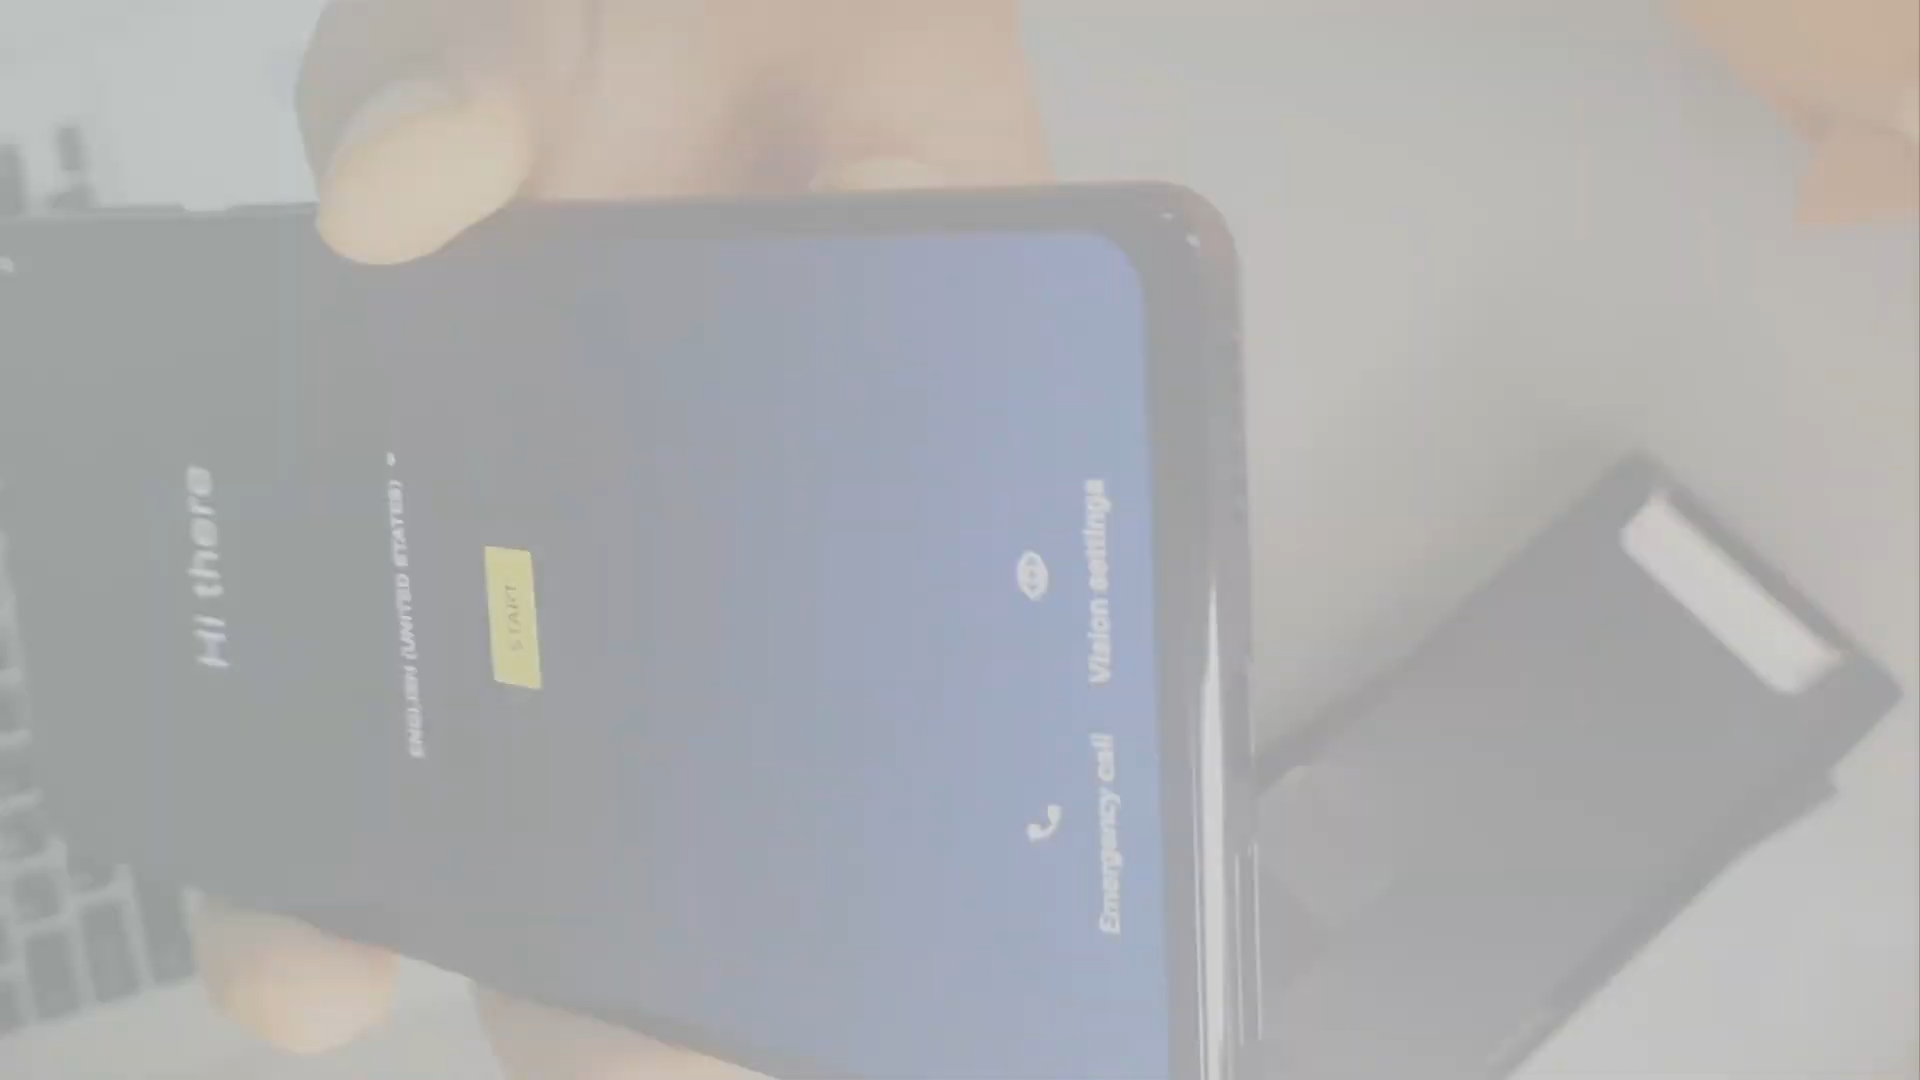 Hi there
ENGLISH (UNITED STATES)
START
Emergency call
Vision settings